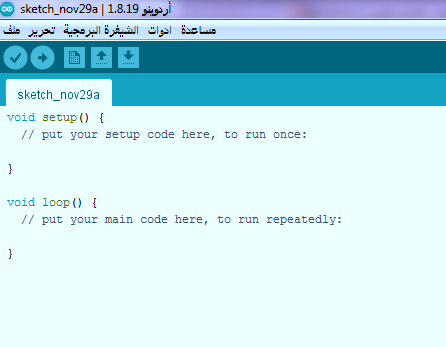 sketch_nov29a | أردوينو 1.8.19
ملف تحرير الشيفرة البرمجية ادوات مساعدة
sketch_nov29a
void setup() {
// put your setup code here, to run once:
}
void loop() {
// put your main code here, to run repeatedly:
}